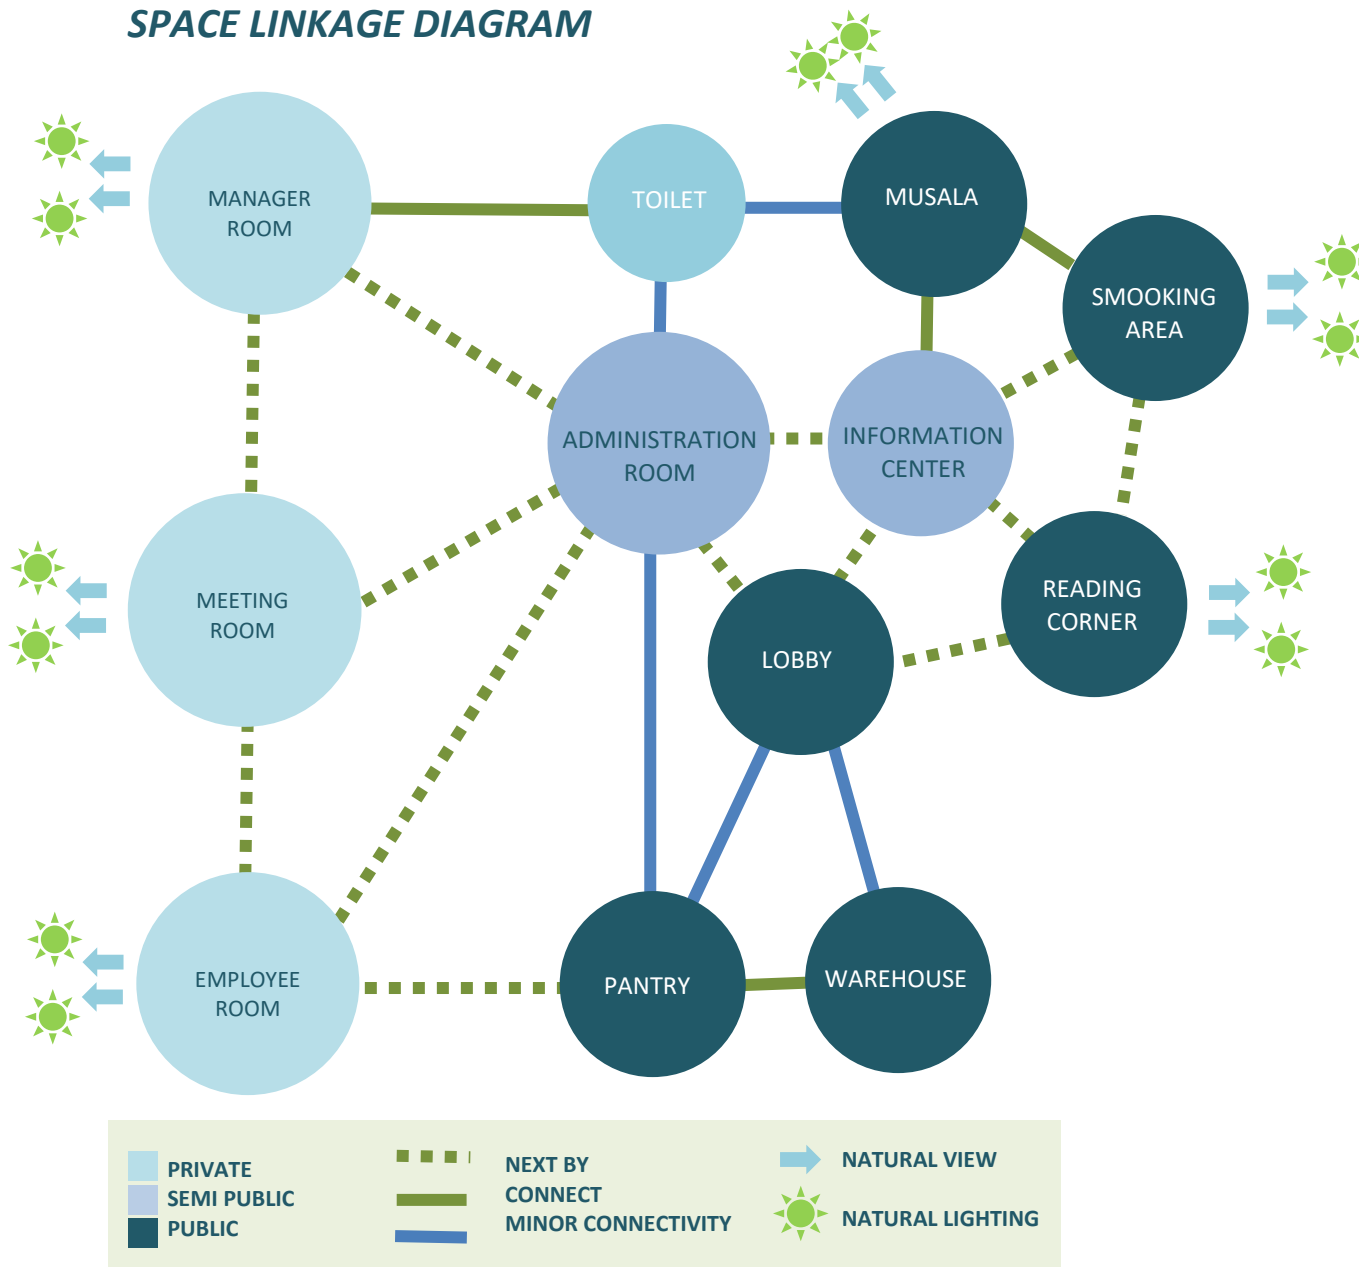 SPACE LINKAGE DIAGRAM
MANAGER
ROOM
TOILET
MUSALA
SMOOKING
AREA
ADMINISTRATION
ROOM
INFORMATION
CENTER
MEETING
ROOM
READING
CORNER
LOBBY
EMPLOYEE
ROOM
PANTRY
WAREHOUSE
PRIVATE
SEMI PUBLIC
PUBLIC
NEXT BY
CONNECT
MINOR CONNECTIVITY
NATURAL VIEW
NATURAL LIGHTING